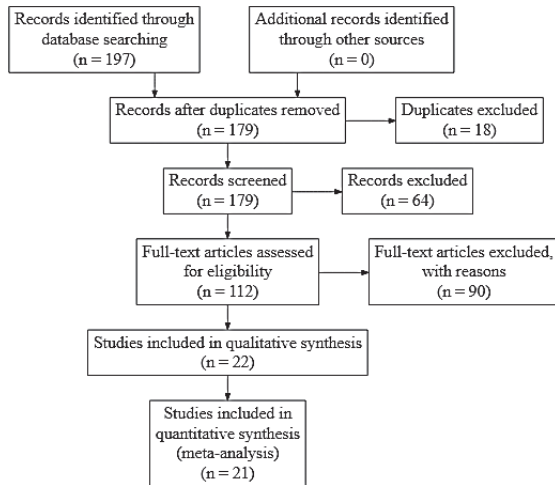 Records identified through
database searching
(n = 197)
Additional records identified
through other sources
(n = 0)
Records after duplicates removed
(n = 179)
Duplicates excluded
(n = 18)
Records screened
(n = 179)
Records excluded
(n = 64)
Full-text articles assessed
for eligibility
(n = 112)
Full-text articles excluded,
with reasons
(n = 90)
Studies included in qualitative synthesis
(n = 22)
Studies included in
quantitative synthesis
(meta-analysis)
(n = 21)